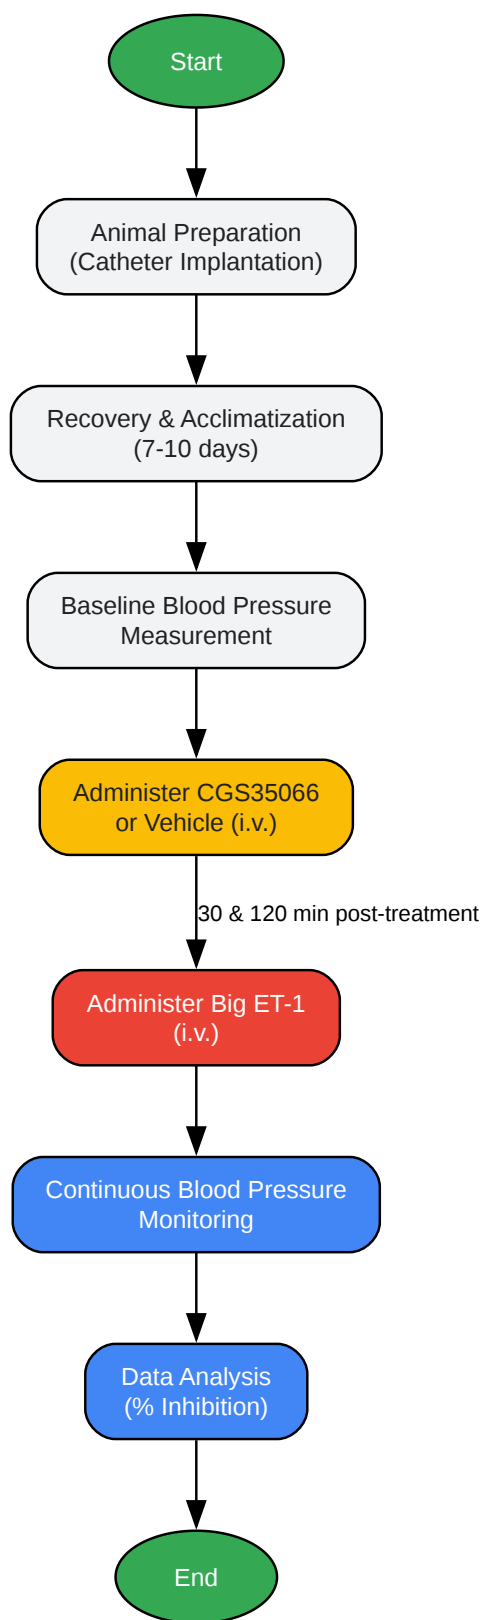 Start
Animal Preparation
(Catheter Implantation)
Recovery & Acclimatization
(7-10 days)
Baseline Blood Pressure
Measurement
Administer CGS35066
or Vehicle (i.v.)
30 & 120 min post-treatment
Administer Big ET-1
(i.v.)
Continuous Blood Pressure
Monitoring
Data Analysis
(% Inhibition)
End